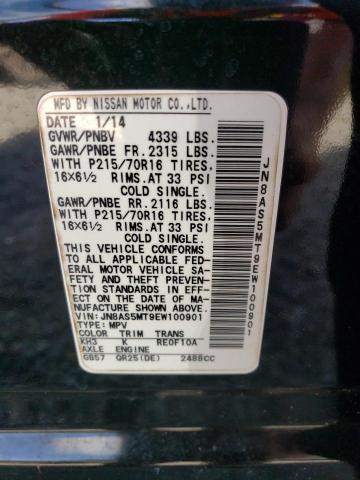 MFD BY NISSAN MOTOR CO.,LTD.
DATE 1/14
GVWR/PNBV 4339 LBS.
GAWR/PNBE FR. 2315 LBS.
WITH P215/70R16 TIRES.
16X6½ RIMS. AT 33 PSI
COLD SINGLE.
GAWR/PNBE RR. 2116 LBS.
WITH P215/70R16 TIRES.
16X6½ RIMS. AT 33 PSI
COLD SINGLE.
THIS VEHICLE CONFORMS
TO ALL APPLICABLE FED-
ERAL MOTOR VEHICLE SA-
FETY AND THEFT PREVEN-
TION STANDARDS IN EFF-
ECT ON THE DATE OF MA-
NUFACTURE SHOWN ABOVE.
VIN: JN8AS5MT9EW100901
TYPE: MPV
COLOR TRIM TRANS
KH3 K RE0F10A
AXLE ENGINE
GB57 QR25(DE) 2488CC
JN8AS5MT9EW100901